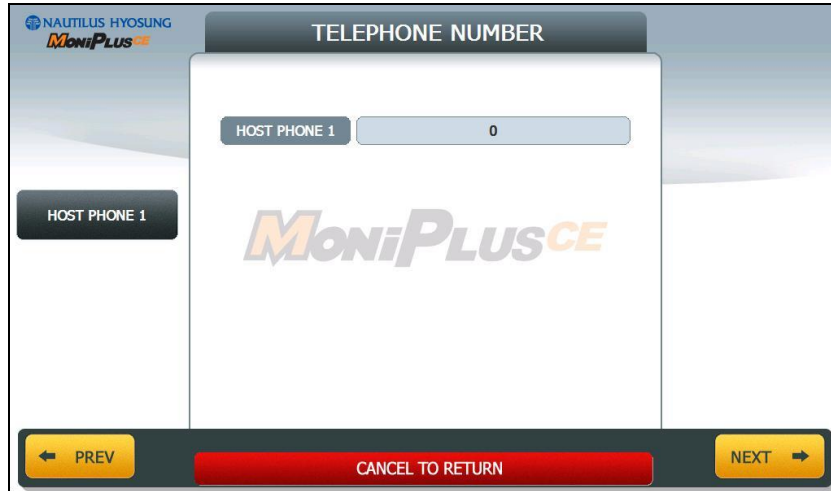 NAUTILUS HYOSUNG
MONiPLUSCE
TELEPHONE NUMBER
HOST PHONE 1
0
HOST PHONE 1
MONiPLUSCE
PREV
CANCEL TO RETURN
NEXT